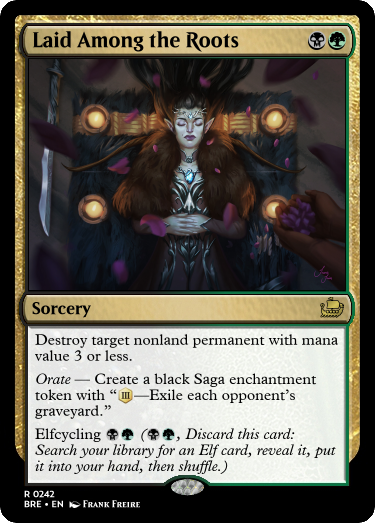 Laid Among the Roots
Sorcery
Destroy target nonland permanent with mana
value 3 or less.
Orate — Create a black Saga enchantment
token with “III—Exile each opponent’s
graveyard.”
Elfcycling (, Discard this card:
Search your library for an Elf card, reveal it, put
it into your hand, then shuffle.)
R 0242
BRE • EN Frank Freire